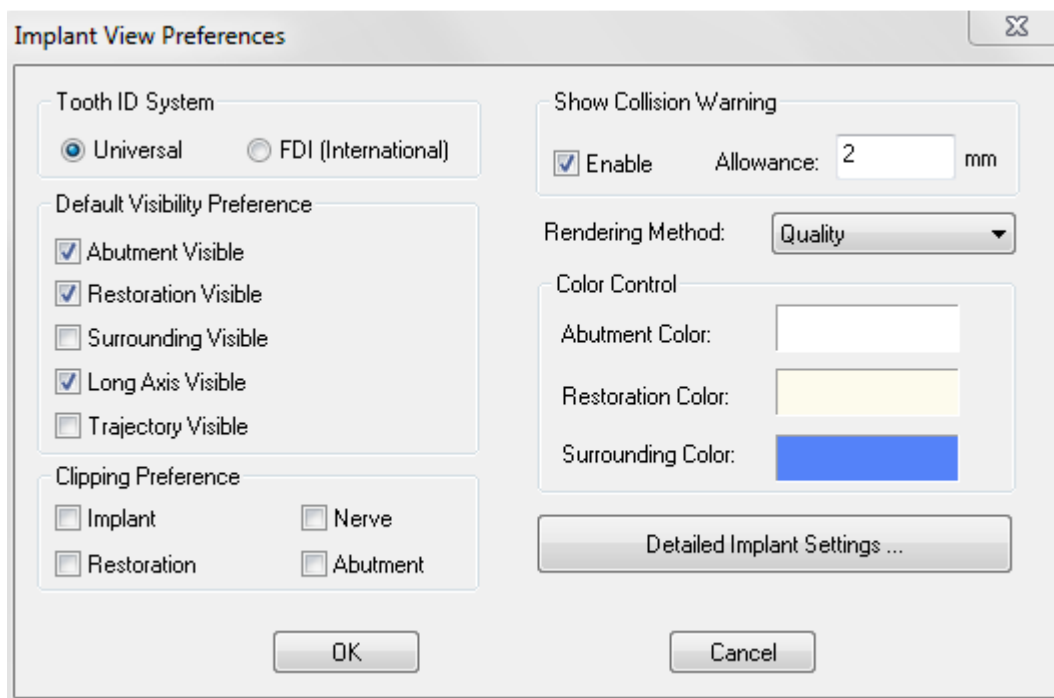 Implant View Preferences
Tooth ID System
Universal
FDI (International)
Default Visibility Preference
Abutment Visible
Restoration Visible
Surrounding Visible
Long Axis Visible
Trajectory Visible
Clipping Preference
Implant
Nerve
Restoration
Abutment
Show Collision Warning
Enable
Allowance: 2 mm
Rendering Method: Quality
Color Control
Abutment Color:
Restoration Color:
Surrounding Color:
Detailed Implant Settings ...
OK
Cancel